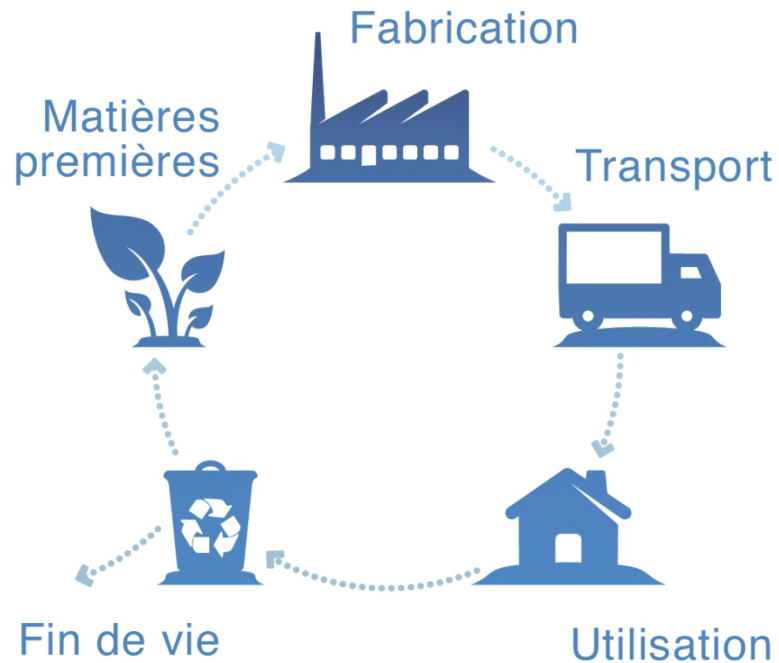 Fabrication
Matières
premières
Transport
Fin de vie
Utilisation